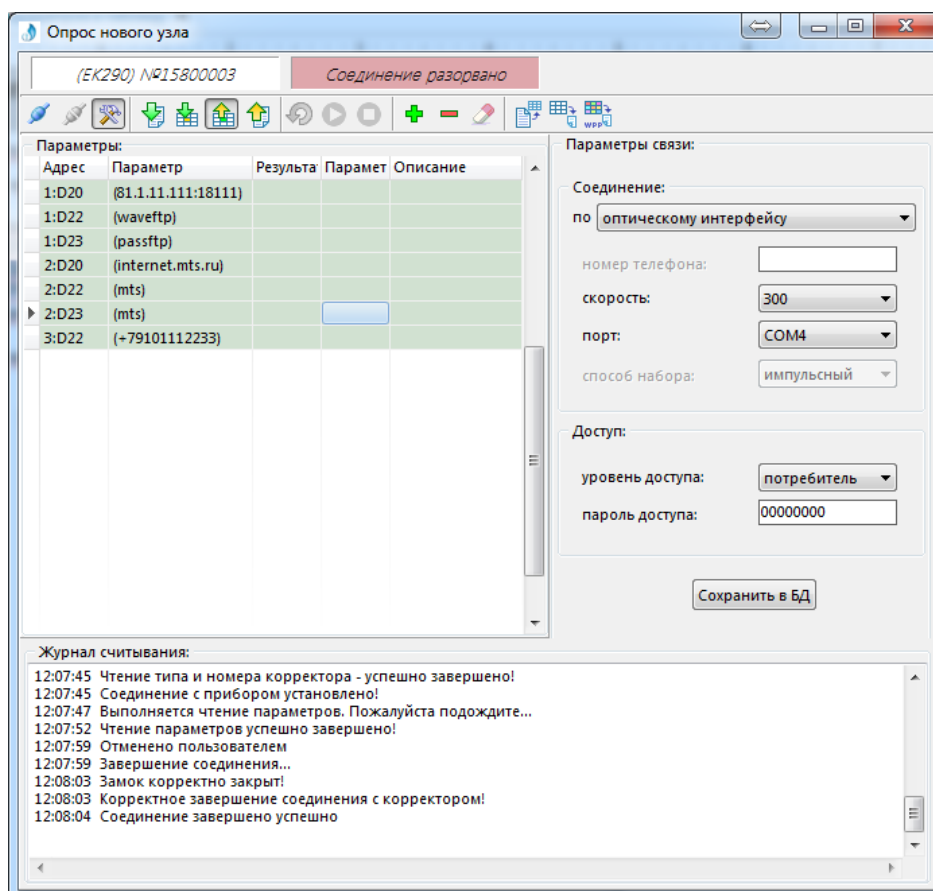 Опрос нового узла
(EK290) №15800003 Соединение разорвано
WPP
Параметры:
Адрес Параметр Результа Парамет Описание
1:D20 (81.1.11.111:18111)
1:D22 (waveftp)
1:D23 (passftp)
2:D20 (internet.mts.ru)
2:D22 (mts)
2:D23 (mts)
3:D22 (+79101112233)
Параметры связи:
Соединение:
по оптическому интерфейсу
номер телефона:
скорость: 300
порт: COM4
способ набора: импульсный
Доступ:
уровень доступа: потребитель
пароль доступа: 00000000
Сохранить в БД
Журнал считывания:
12:07:45 Чтение типа и номера корректора - успешно завершено!
12:07:45 Соединение с прибором установлено!
12:07:47 Выполняется чтение параметров. Пожалуйста подождите...
12:07:52 Чтение параметров успешно завершено!
12:07:59 Отменено пользователем
12:07:59 Завершение соединения...
12:08:03 Замок корректно закрыт!
12:08:03 Корректное завершение соединения с корректором!
12:08:04 Соединение завершено успешно